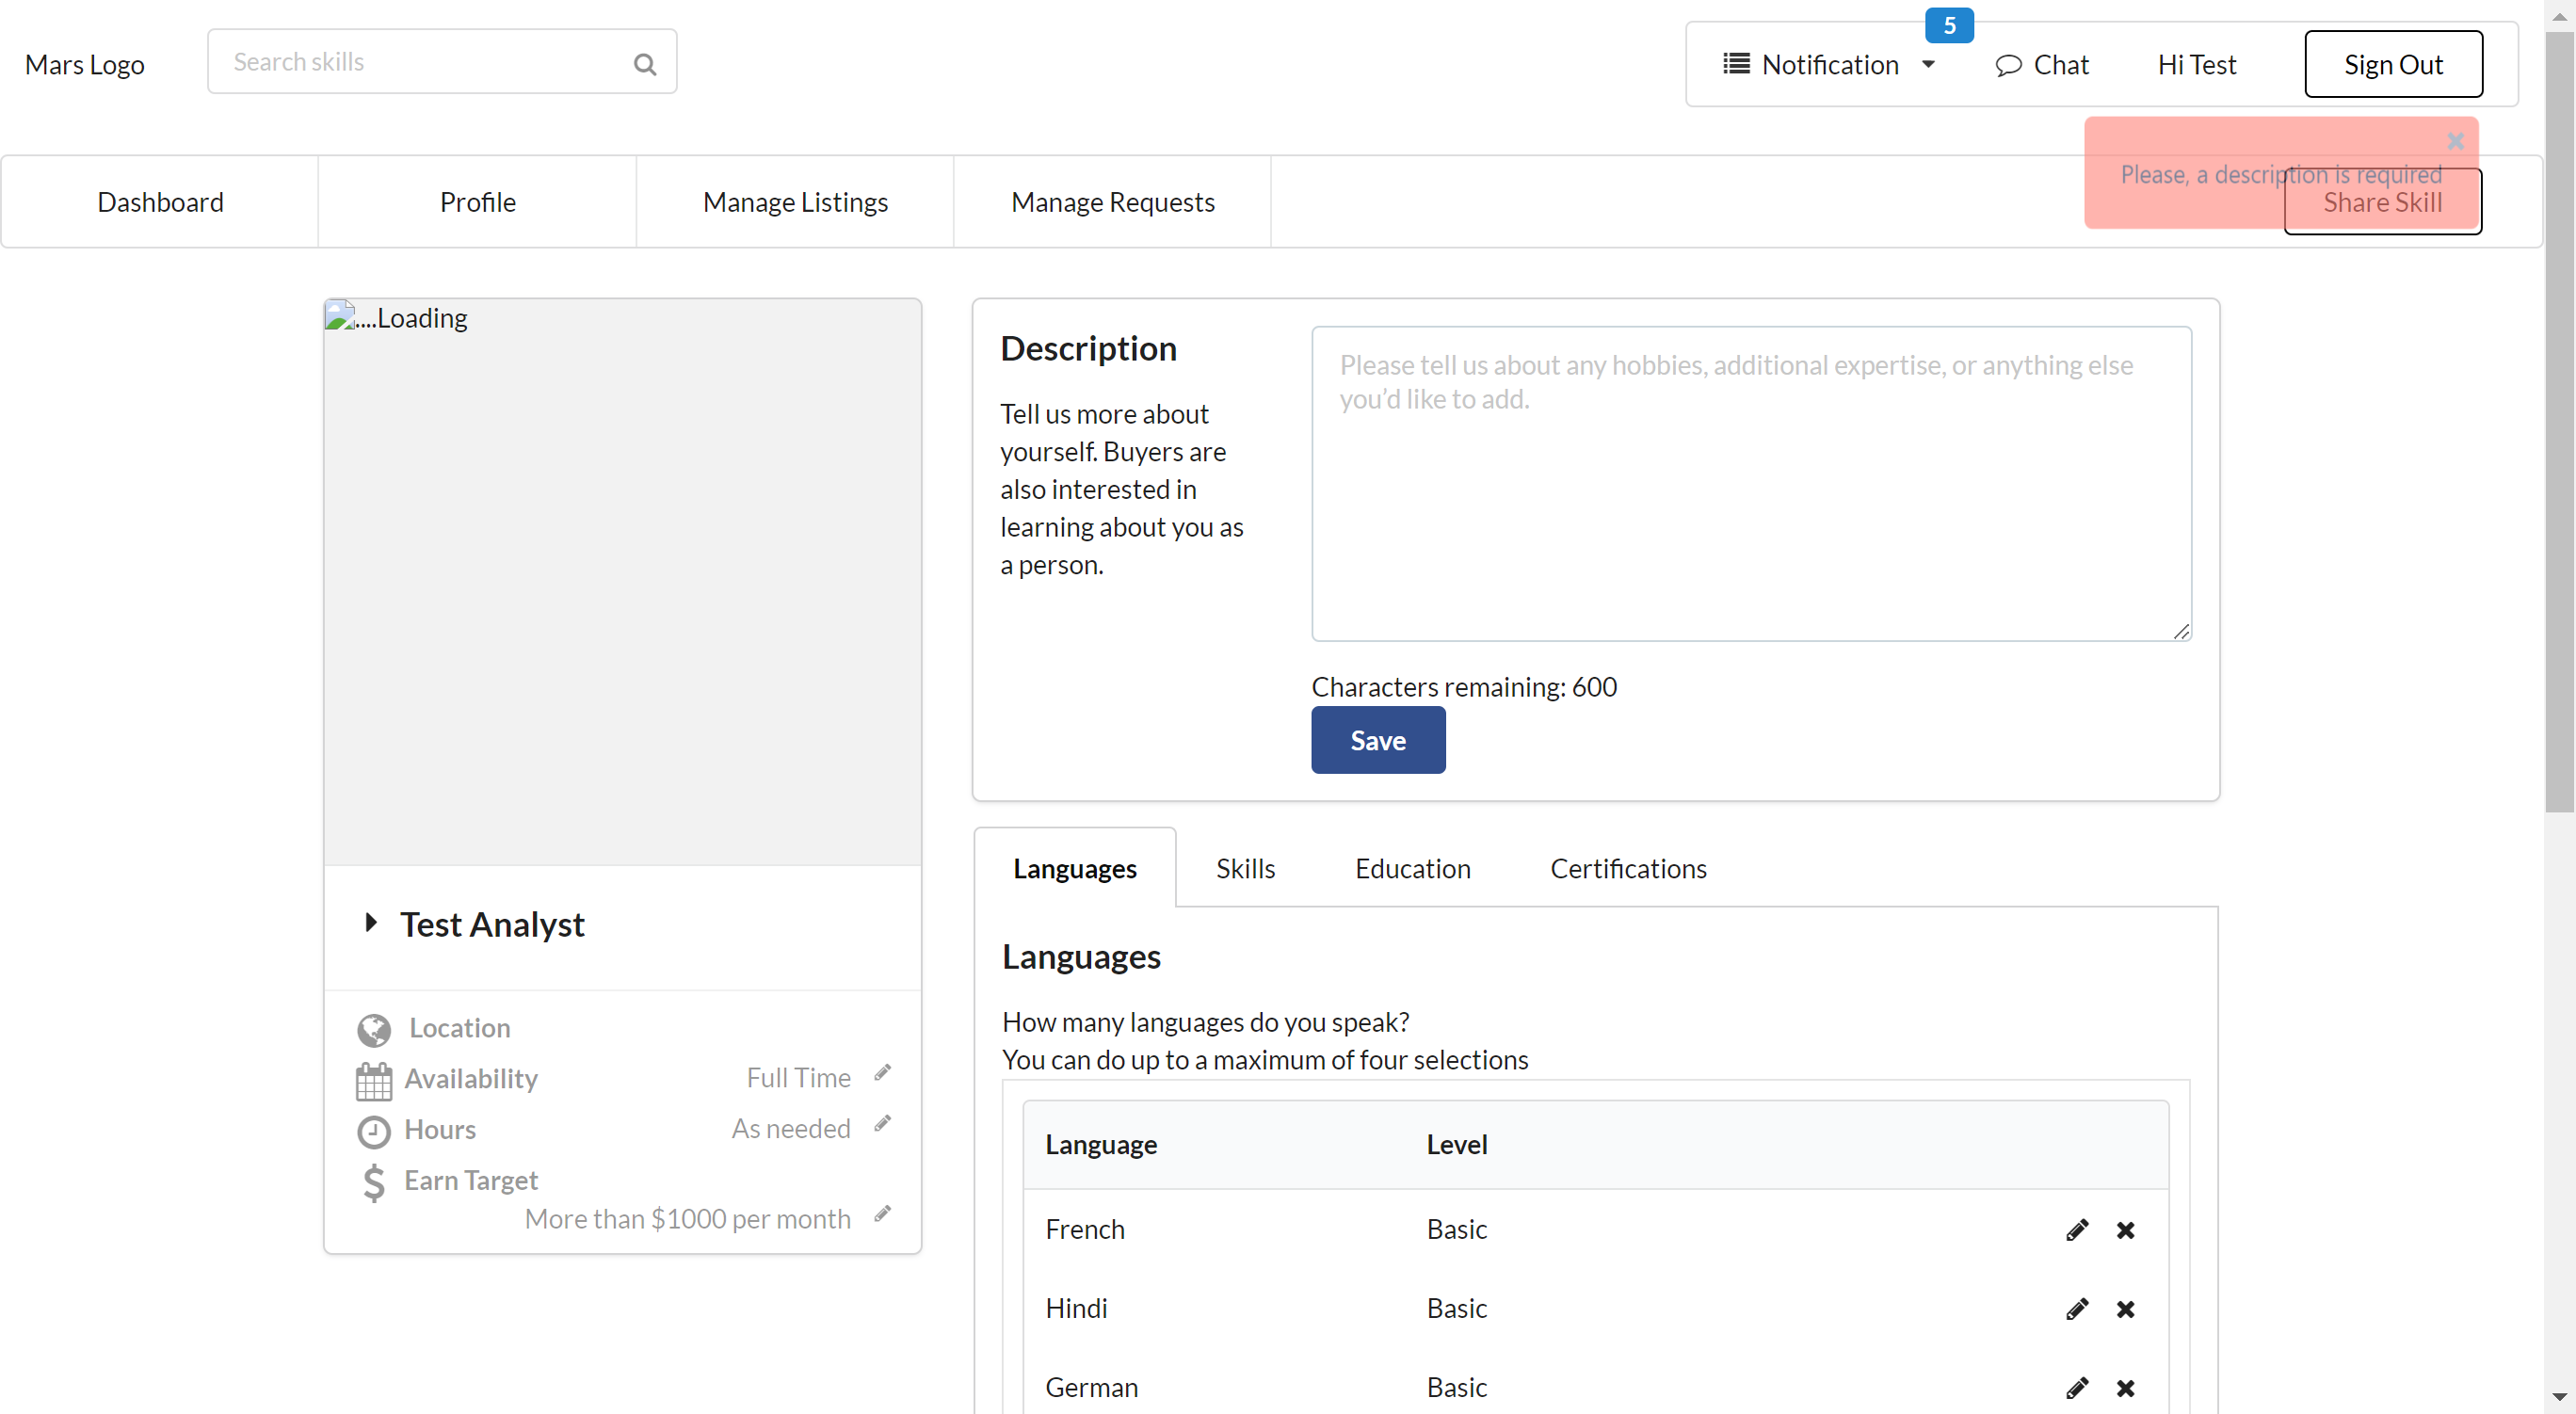 Mars Logo
Search skills
Notification
5
Chat
Hi Test
Sign Out
Please, a description is required
Dashboard
Profile
Manage Listings
Manage Requests
Share Skill
....Loading
Test Analyst
Location
Availability
Full Time
Hours
As needed
Earn Target
More than $1000 per month
Description
Tell us more about
yourself. Buyers are
also interested in
learning about you as
a person.
Please tell us about any hobbies, additional expertise, or anything else
you’d like to add.
Characters remaining: 600
Save
Languages
Skills
Education
Certifications
Languages
How many languages do you speak?
You can do up to a maximum of four selections
Language
Level
French
Basic
Hindi
Basic
German
Basic